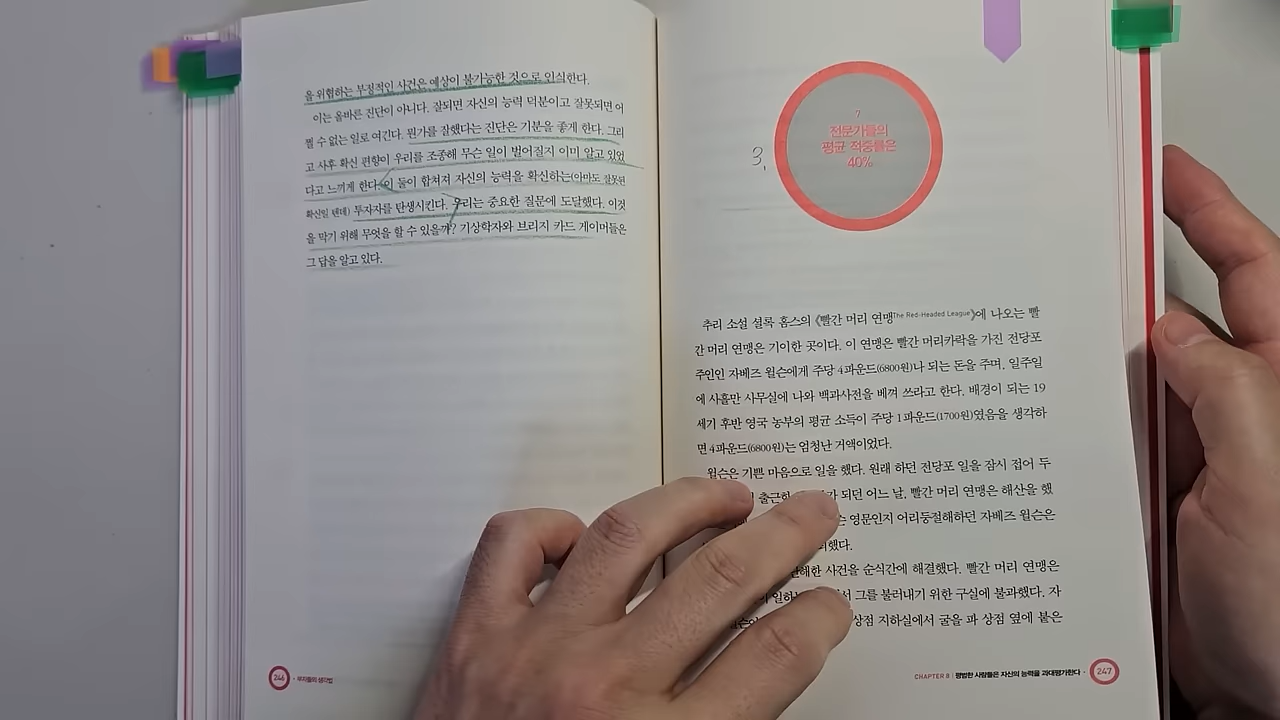 을 위협하는 부정적인 사건은 예상이 불가능한 것으로 인식한다.
이는 올바른 진단이 아니다. 잘되면 자신의 능력 덕분이고 잘못되면 어
쩔 수 없는 일로 여긴다. 뭔가를 잘했다는 진단은 기분을 좋게 한다. 그리
고 사후 확신 편향이 우리를 조종해 무슨 일이 벌어질지 이미 알고 있었
다고 느끼게 한다. 이 둘이 합쳐져 자신의 능력을 확신하는(아마도 잘못된
확신일 텐데) 투자자를 탄생시킨다. 우리는 중요한 질문에 도달했다. 이것
을 막기 위해 무엇을 할 수 있을까? 기상학자와 브리지 카드 게이머들은
그 답을 알고 있다.
246 · 부자들의 생각법
3.
7
전문가들의
평균 적중률은
40%
추리 소설 셜록 홈스의 《빨간 머리 연맹The Red-Headed League》에 나오는 빨
간 머리 연맹은 기이한 곳이다. 이 연맹은 빨간 머리카락을 가진 전당포
주인인 자베즈 윌슨에게 주당 4파운드(6800원)나 되는 돈을 주며, 일주일
에 사흘만 사무실에 나와 백과사전을 베껴 쓰라고 한다. 배경이 되는 19
세기 후반 영국 농부의 평균 소득이 주당 1파운드(1700원)였음을 생각하
면 4파운드(6800원)는 엄청난 거액이었다.
윌슨은 기쁜 마음으로 일을 했다. 원래 하던 전당포 일을 잠시 접어 두
출근한 되던 어느 날, 빨간 머리 연맹은 해산을 했
영문인지 어리둥절해하던 자베즈 윌슨은
했다.
사건을 순식간에 해결했다. 빨간 머리 연맹은
그를 불러내기 위한 구실에 불과했다. 자
상점 지하실에서 굴을 파 상점 옆에 붙은
CHAPTER 8 | 평범한 사람들은 자신의 능력을 과대평가한다 · 247